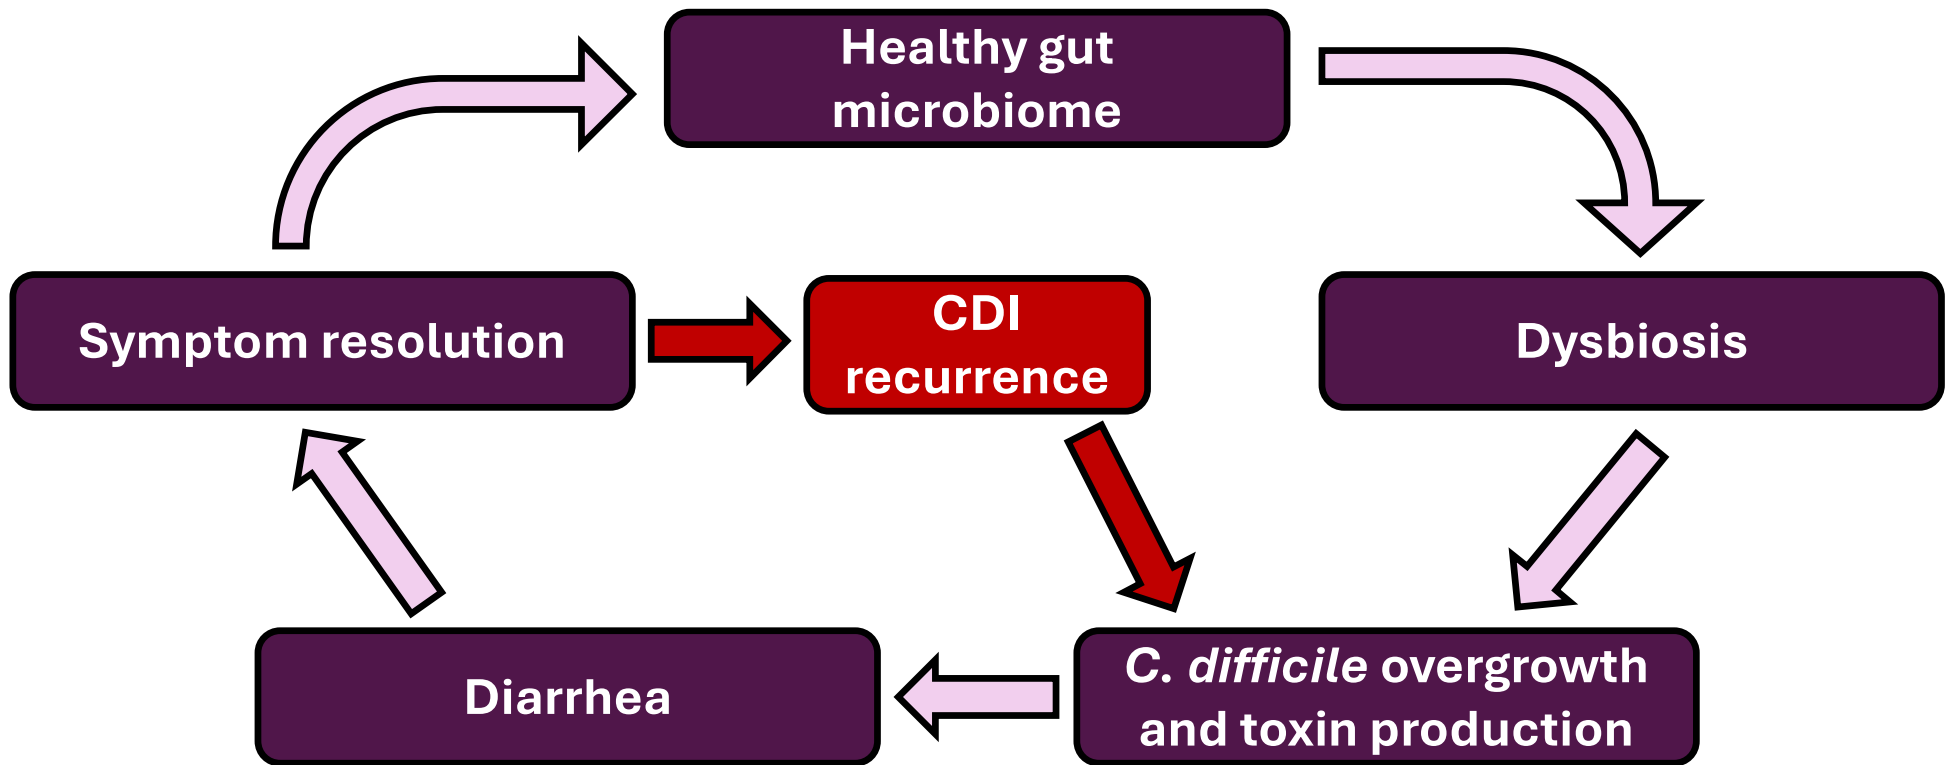 Healthy gut
microbiome
Symptom resolution
CDI
recurrence
Dysbiosis
Diarrhea
C. difficile overgrowth
and toxin production